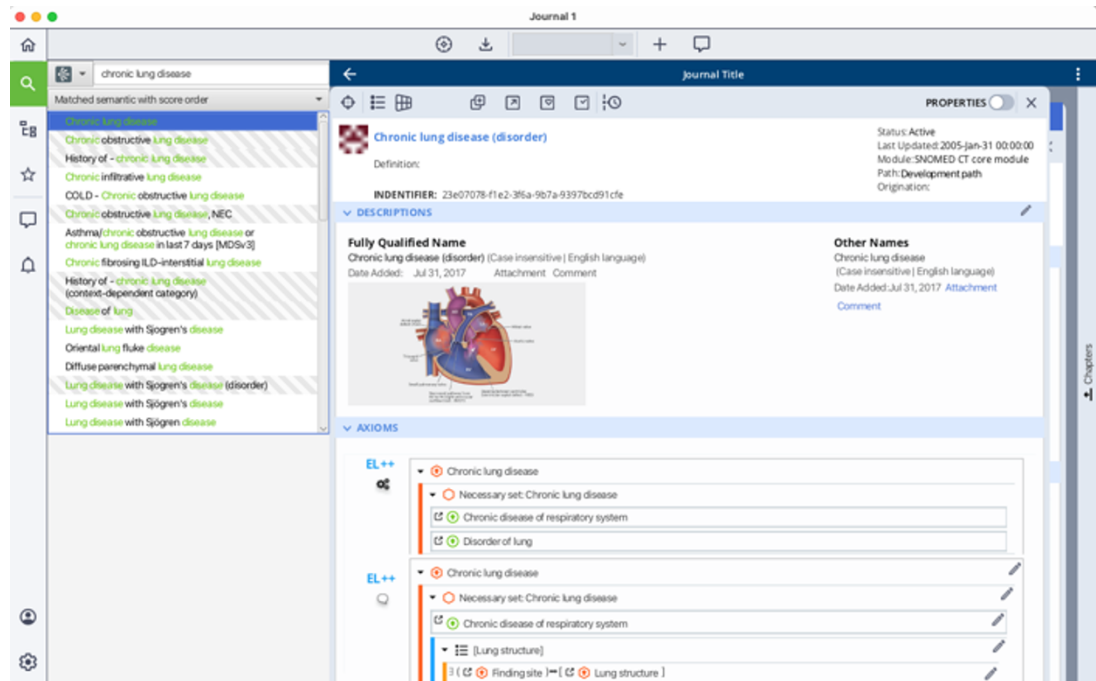 Journal 1
chronic lung disease
Journal Title
Matched semantic with score order
PROPERTIES
Chronic lung disease
Chronic obstructive lung disease
History of - chronic lung disease
Chronic infiltrative lung disease
COLD - Chronic obstructive lung disease
Chronic obstructive lung disease, NEC
Asthma/chronic obstructive lung disease or
chronic lung disease in last 7 days [MDSv3]
Chronic fibrosing ILD-interstitial lung disease
History of - chronic lung disease
(context-dependent category)
Disease of lung
Lung disease with Sjogren's disease
Oriental lung fluke disease
Diffuse parenchymal lung disease
Lung disease with Sjogren's disease (disorder)
Lung disease with Sjögren's disease
Lung disease with Sjögren disease
Chronic lung disease (disorder)
Definition:
INDENTIFIER: 23e07078-f1e2-3f6a-9b7a-9397bcd91cfe
Status: Active
Last Updated: 2005-Jan-31 00:00:00
Module: SNOMED CT core module
Path: Development path
Origination:
DESCRIPTIONS
Fully Qualified Name
Chronic lung disease (disorder) (Case insensitive | English language)
Date Added: Jul 31, 2017 Attachment Comment
Other Names
Chronic lung disease
(Case insensitive | English language)
Date Added: Jul 31, 2017 Attachment
Comment
Chapters
AXIOMS
EL++
Chronic lung disease
Necessary set: Chronic lung disease
Chronic disease of respiratory system
Disorder of lung
EL++
Chronic lung disease
Necessary set: Chronic lung disease
Chronic disease of respiratory system
[Lung structure]
∃ ( Finding site )━[ Lung structure ]